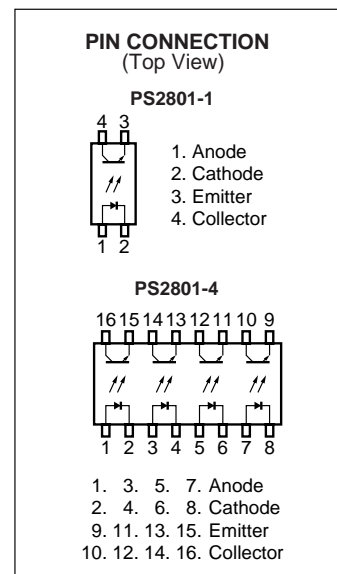 PIN CONNECTION
(Top View)
PS2801-1
4 3
1. Anode
2. Cathode
3. Emitter
4. Collector
1 2
PS2801-4
16 15 14 13 12 11 10 9
1 2 3 4 5 6 7 8
1. 3. 5. 7. Anode
2. 4. 6. 8. Cathode
9. 11. 13. 15. Emitter
10. 12. 14. 16. Collector